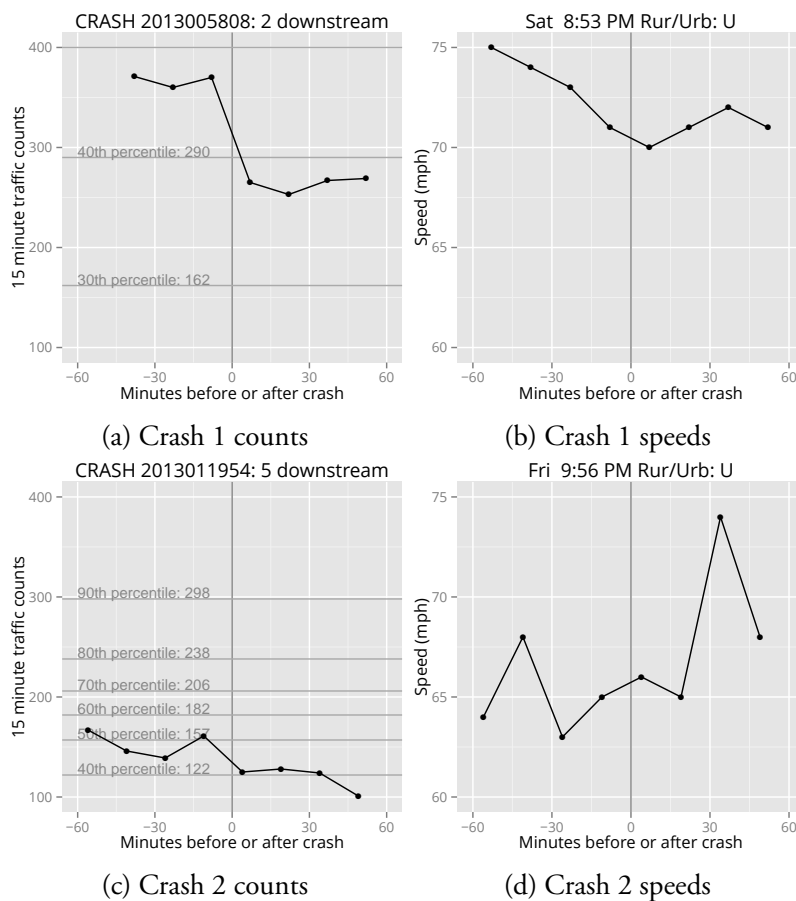 CRASH 2013005808: 2 downstream
400
300
200
100
15 minute traffic counts
40th percentile: 290
30th percentile: 162
−60 −30 0 30 60
Minutes before or after crash
(a) Crash 1 counts
Sat 8:53 PM Rur/Urb: U
75
70
65
60
Speed (mph)
−60 −30 0 30 60
Minutes before or after crash
(b) Crash 1 speeds
CRASH 2013011954: 5 downstream
400
300
200
100
15 minute traffic counts
90th percentile: 298
80th percentile: 238
70th percentile: 206
60th percentile: 182
50th percentile: 157
40th percentile: 122
−60 −30 0 30 60
Minutes before or after crash
(c) Crash 2 counts
Fri 9:56 PM Rur/Urb: U
75
70
65
60
Speed (mph)
−60 −30 0 30 60
Minutes before or after crash
(d) Crash 2 speeds